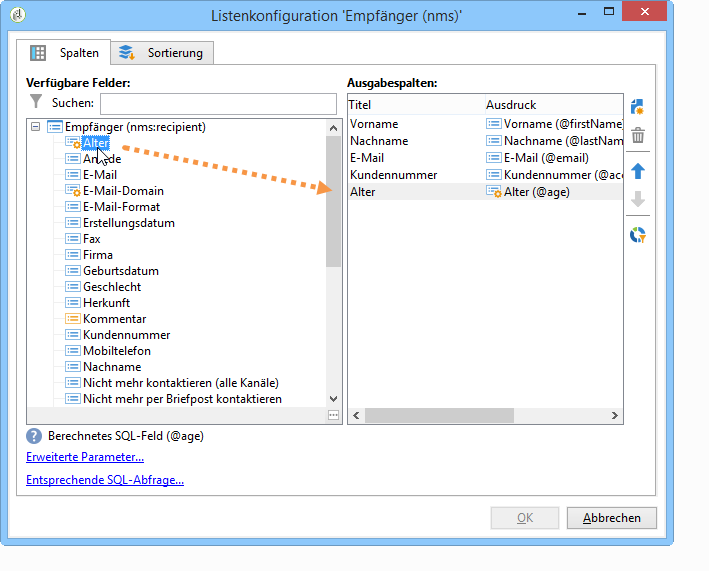 Listenkonfiguration 'Empfänger (nms)'
Spalten Sortierung
Verfügbare Felder:
Suchen:
Empfänger (nms:recipient)
Alter
E-Mail
E-Mail-Domain
E-Mail-Format
Erstellungsdatum
Fax
Firma
Geburtsdatum
Geschlecht
Herkunft
Kommentar
Kundennummer
Mobiltelefon
Nachname
Nicht mehr kontaktieren (alle Kanäle)
Nicht mehr per Briefpost kontaktieren
Ausgabespalten:
Titel Ausdruck
Vorname Vorname (@firstName)
Nachname Nachname (@lastNam
E-Mail E-Mail (@email)
Kundennummer Kundennummer (@acc
Alter Alter (@age)
Berechnetes SQL-Feld (@age)
Erweiterte Parameter...
Entsprechende SQL-Abfrage...
OK Abbrechen